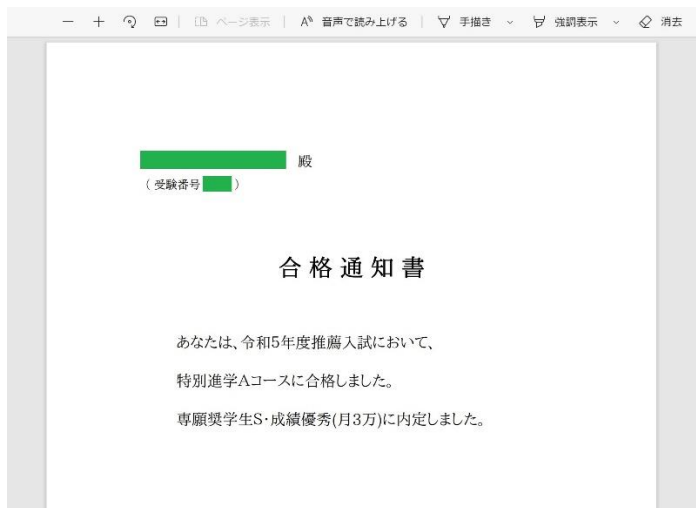 ページ表示 音声で読み上げる 手描き 強調表示 消去
殿
(受験番号 )
合格通知書
あなたは、令和5年度推薦入試において、
特別進学Aコースに合格しました。
専願奨学生S・成績優秀(月3万)に内定しました。